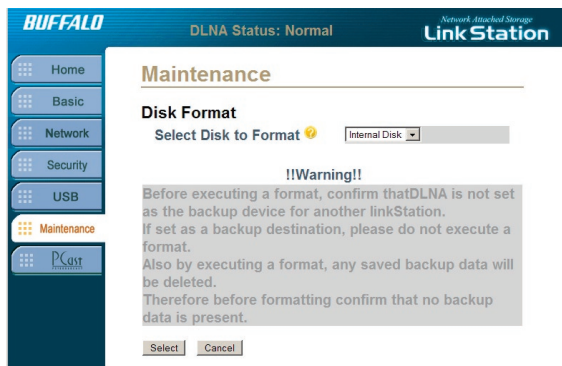 BUFFALO
DLNA Status: Normal
Network Attached Storage
LinkStation
Home
Basic
Network
Security
USB
Maintenance
PCast
Maintenance
Disk Format
Select Disk to Format ?
Internal Disk
!!Warning!!
Before executing a format, confirm thatDLNA is not set
as the backup device for another linkStation.
If set as a backup destination, please do not execute a
format.
Also by executing a format, any saved backup data will
be deleted.
Therefore before formatting confirm that no backup
data is present.
Select
Cancel